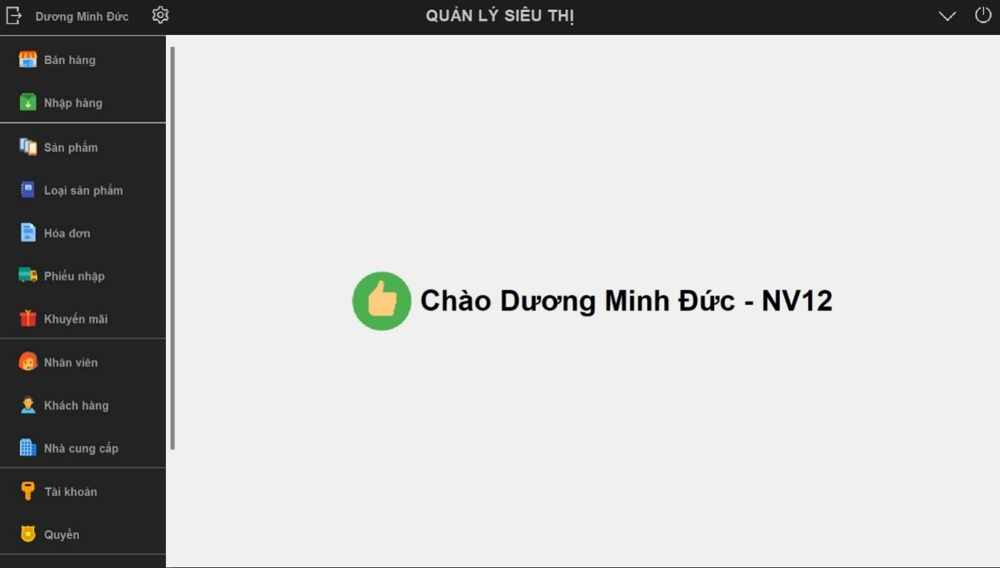 Dương Minh Đức
QUẢN LÝ SIÊU THỊ
Bán hàng
Nhập hàng
Sản phẩm
Loại sản phẩm
Hóa đơn
Phiếu nhập
Khuyến mãi
Nhân viên
Khách hàng
Nhà cung cấp
Tài khoản
Quyền
Chào Dương Minh Đức - NV12